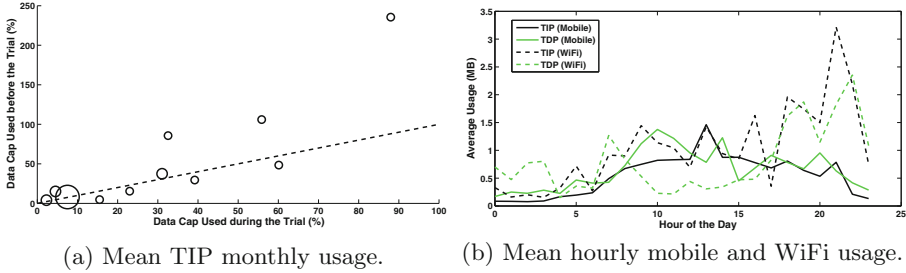 250
200
150
100
50
0
0 10 20 30 40 50 60 70 80 90 100
Data Cap Used before the Trial (%)
Data Cap Used during the Trial (%)
(a) Mean TIP monthly usage.
3.5
3
2.5
2
1.5
1
0.5
0
0 5 10 15 20 25
Average Usage (MB)
Hour of the Day
TIP (Mobile)
TDP (Mobile)
TIP (WiFi)
TDP (WiFi)
(b) Mean hourly mobile and WiFi usage.